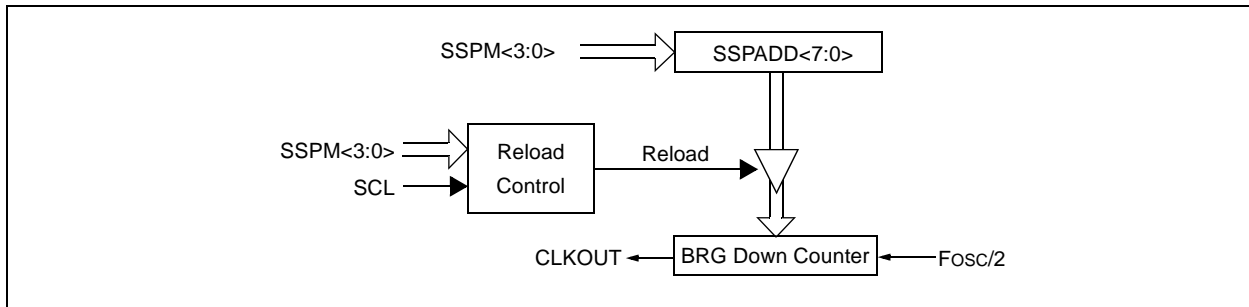 SSPM<3:0>
SSPADD<7:0>
SSPM<3:0>
SCL
Reload
Control
Reload
CLKOUT
BRG Down Counter
FOSC/2